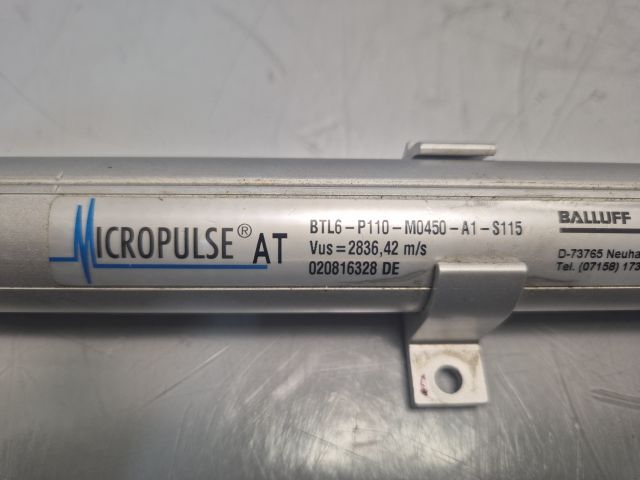 MICROPULSE® AT
BTL6-P110-M0450-A1-S115
Vus=2836,42 m/s
020816328 DE
BALLUFF
D-73765 Neuha
Tel. (07158) 173